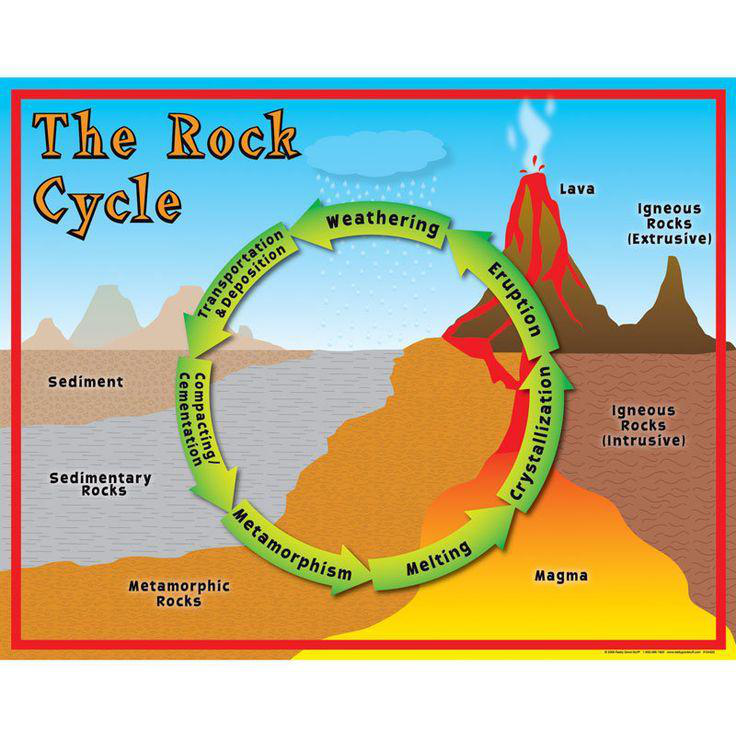 The Rock
Cycle
Lava
Igneous
Rocks
(Extrusive)
Weathering
Transportation
& Deposition
Eruption
Sediment
Compacting/
Cementation
Crystallization
Igneous
Rocks
(Intrusive)
Sedimentary
Rocks
Metamorphism
Melting
Magma
Metamorphic
Rocks